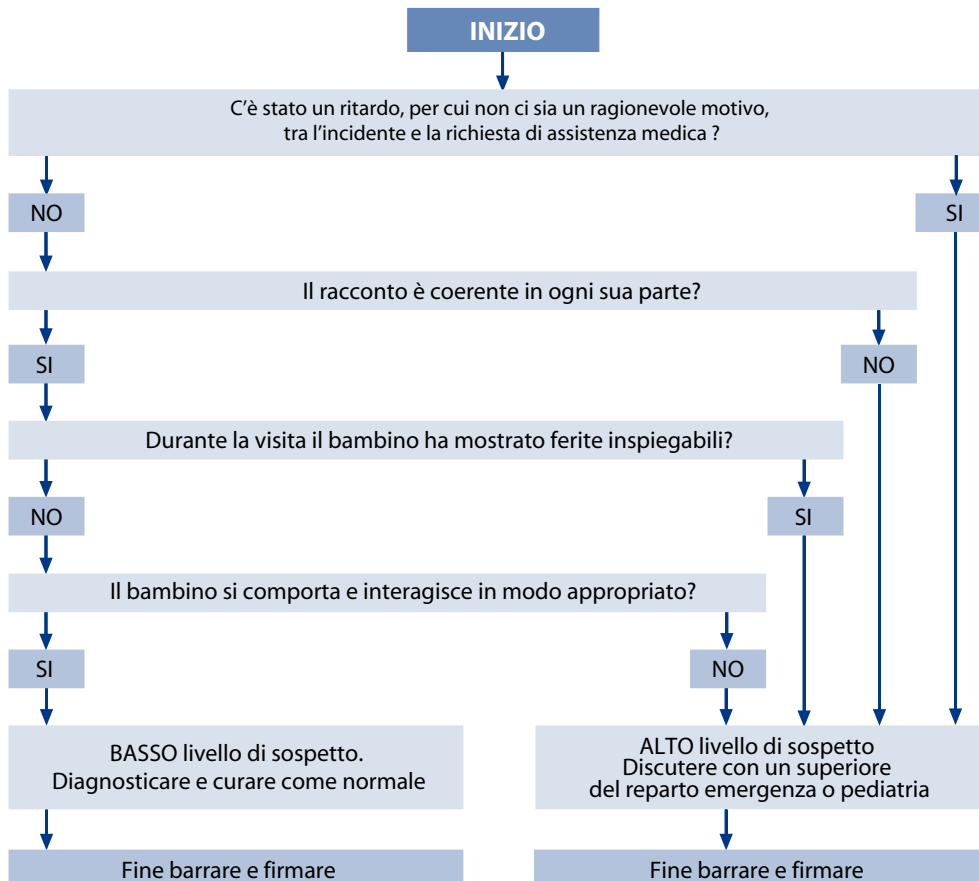 INIZIO
C'è stato un ritardo, per cui non ci sia un ragionevole motivo,
tra l'incidente e la richiesta di assistenza medica ?
NO
SI
Il racconto è coerente in ogni sua parte?
SI
NO
Durante la visita il bambino ha mostrato ferite inspiegabili?
NO
SI
Il bambino si comporta e interagisce in modo appropriato?
SI
NO
BASSO livello di sospetto.
Diagnosticare e curare come normale
ALTO livello di sospetto
Discutere con un superiore
del reparto emergenza o pediatria
Fine barrare e firmare
Fine barrare e firmare